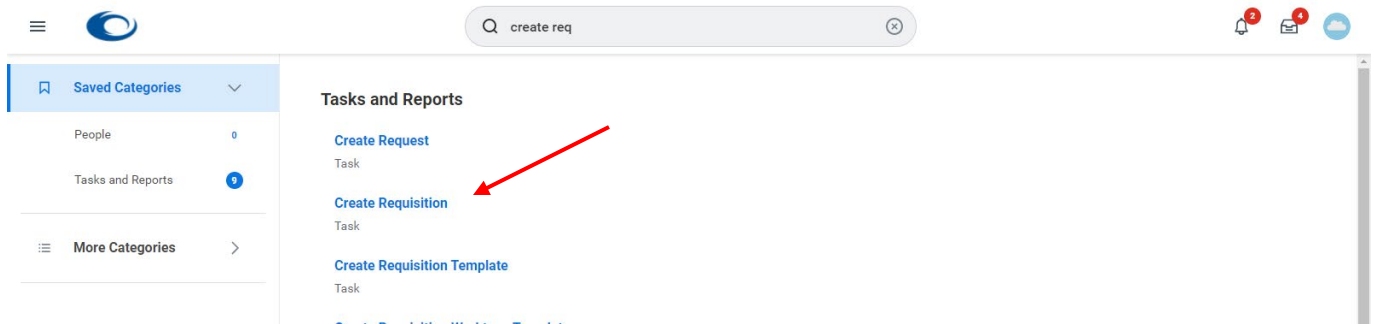 create req
2
4
Saved Categories
People 0
Tasks and Reports 9
More Categories
Tasks and Reports
Create Request
Task
Create Requisition
Task
Create Requisition Template
Task